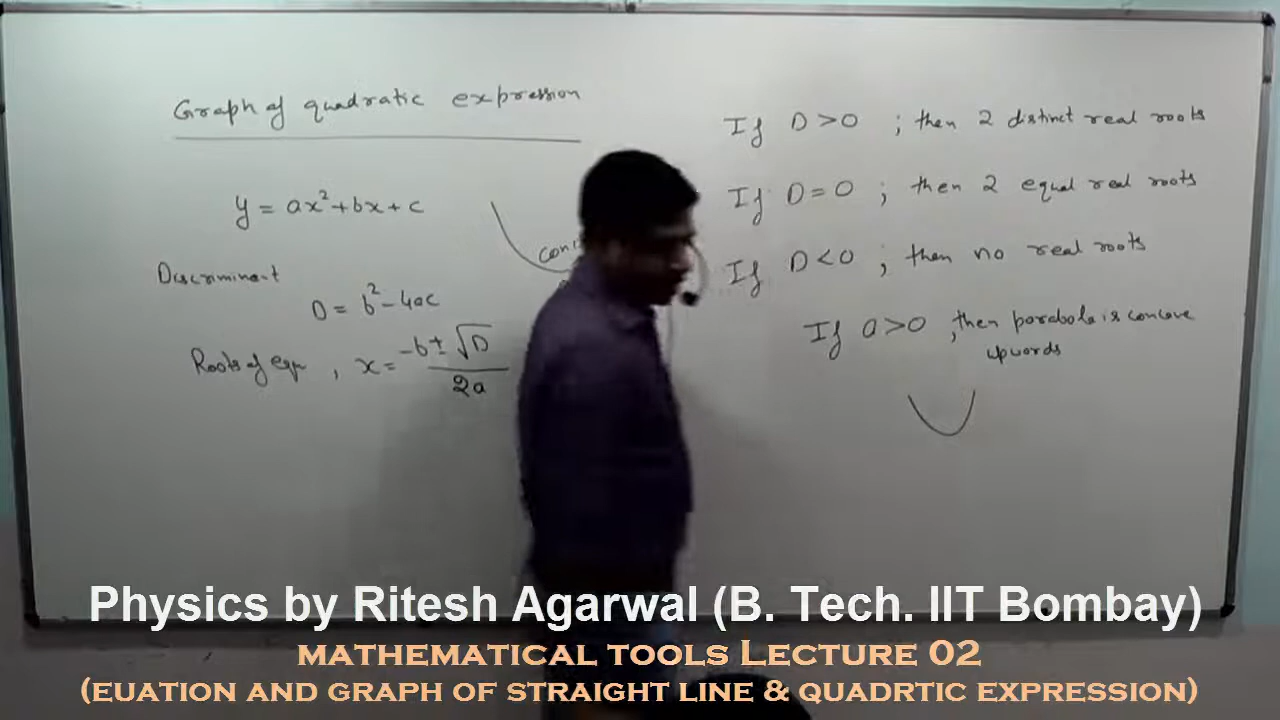 Graph of quadratic expression
y = ax²+bx+c
Discriminant
D = b²-4ac
Roots of eqn , x = -b±√D / 2a
If D>0 ; then 2 distinct real roots
If D=0 ; then 2 equal real roots
If D<0 ; then no real roots
If a>0 , then parabola is concave
upwards
Physics by Ritesh Agarwal (B. Tech. IIT Bombay)
MATHEMATICAL TOOLS LECTURE 02
(EUATION AND GRAPH OF STRAIGHT LINE & QUADRTIC EXPRESSION)